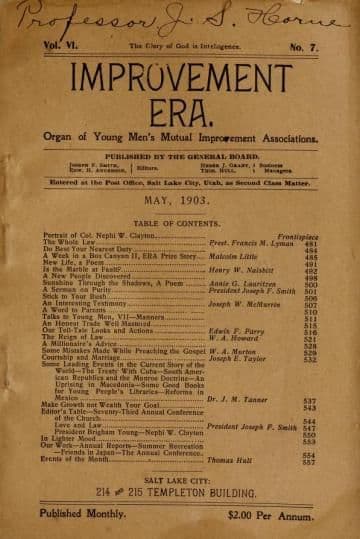 Professor J. S. Horne
Vol. VI. The Glory of God is Intelligence. No. 7.
IMPROVEMENT
ERA.
Organ of Young Men's Mutual Improvement Associations.
PUBLISHED BY THE GENERAL BOARD.
JOSEPH F. SMITH, EDW. H. ANDERSON, } Editors. HEBER J. GRANT, THOS. HULL, } Business Managers.
Entered at the Post Office, Salt Lake City, Utah, as Second Class Matter.
MAY, 1903.
TABLE OF CONTENTS.
Portrait of Col. Nephi W. Clayton Frontispiece
The Whole Law Prest. Francis M. Lyman 481
Do Best Your Nearest Duty 484
A Week in a Box Canyon II, ERA Prize Story Malcolm Little 485
New Life, a Poem 491
Is the Marble at Fault? Henry W. Naisbitt 492
A New People Discovered 498
Sunshine Through the Shadows, A Poem Annie G. Lauritzen 500
A Sermon on Purity President Joseph F. Smith 501
Stick to Your Bush 506
An Interesting Testimony Joseph W. McMurrin 507
A Word to Parents 510
Talks to Young Men, VII—Manners 511
An Honest Trade Well Mastered 515
Our Tell-Tale Looks and Actions Edwin F. Parry 516
The Reign of Law W. A. Howard 521
A Millionaire's Advice 528
Some Mistakes Made While Preaching the Gospel W. A. Morton 529
Courtship and Marriage Joseph E. Taylor 532
Some Leading Events in the Current Story of the
World—The Treaty With Cuba—South Amer-
ican Republics and the Monroe Doctrine—An
Uprising in Macedonia—Some Good Books
for Young People's Libraries—Reforms in
Mexico Dr. J. M. Tanner 537
Make Growth not Wealth Your Goal 543
Editor's Table—Seventy-Third Annual Conference
of the Church 544
Love and Law President Joseph F. Smith 547
President Brigham Young—Nephi W. Clayton 550
In Lighter Mood 553
Our Work—Annual Reports—Summer Recreation
—Friends in Japan—The Annual Conference. 554
Events of the Month Thomas Hull 557
SALT LAKE CITY:
214 AND 215 TEMPLETON BUILDING.
Published Monthly. $2.00 Per Annum.